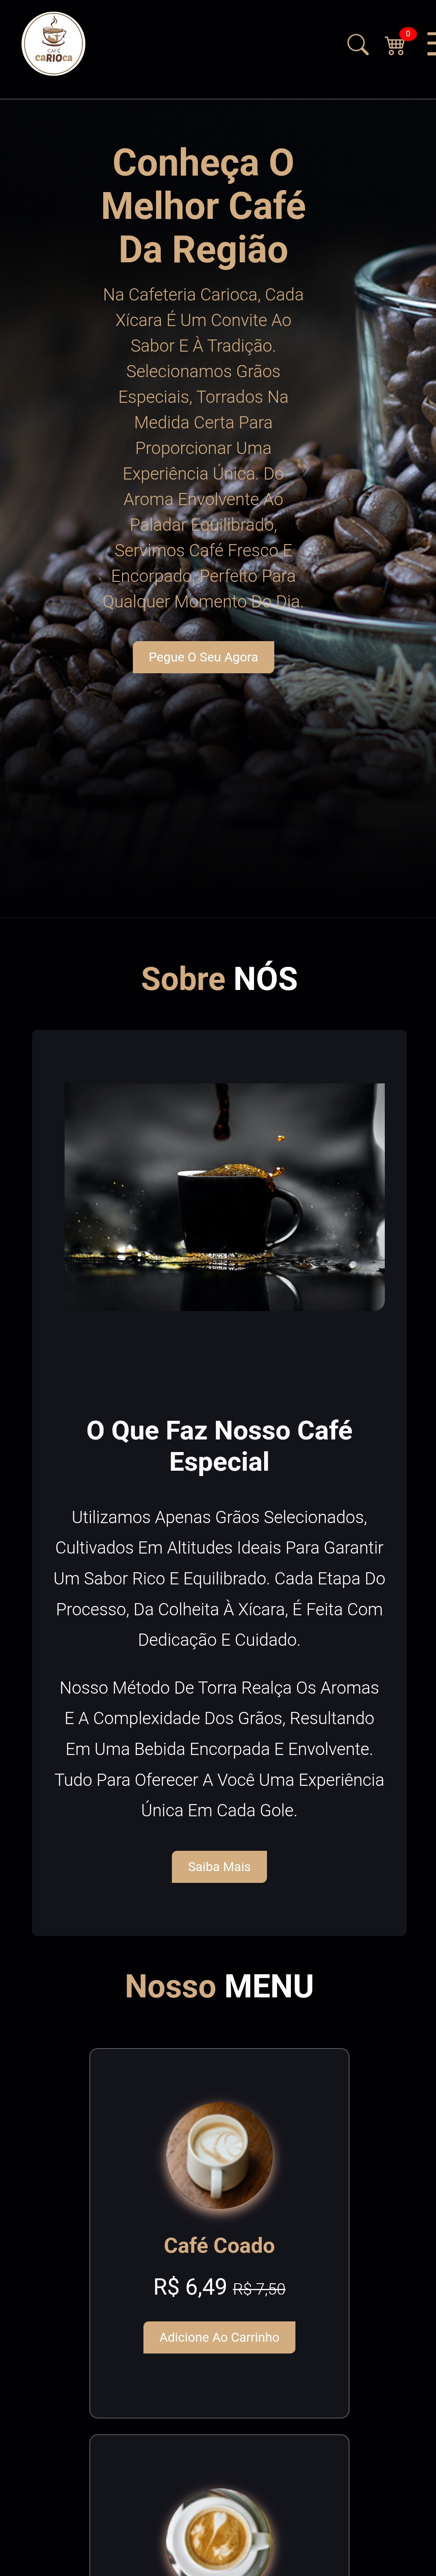 CAFÉ
caRIOca
0
Conheça O
Melhor Café
Da Região
Na Cafeteria Carioca, Cada
Xícara É Um Convite Ao
Sabor E À Tradição.
Selecionamos Grãos
Especiais, Torrados Na
Medida Certa Para
Proporcionar Uma
Experiência Única. Do
Aroma Envolvente Ao
Paladar Equilibrado,
Servimos Café Fresco E
Encorpado, Perfeito Para
Qualquer Momento Do Dia.
Pegue O Seu Agora
Sobre NÓS
O Que Faz Nosso Café
Especial
Utilizamos Apenas Grãos Selecionados,
Cultivados Em Altitudes Ideais Para Garantir
Um Sabor Rico E Equilibrado. Cada Etapa Do
Processo, Da Colheita À Xícara, É Feita Com
Dedicação E Cuidado.
Nosso Método De Torra Realça Os Aromas
E A Complexidade Dos Grãos, Resultando
Em Uma Bebida Encorpada E Envolvente.
Tudo Para Oferecer A Você Uma Experiência
Única Em Cada Gole.
Saiba Mais
Nosso MENU
Café Coado
R$ 6,49 R$ 7,50
Adicione Ao Carrinho